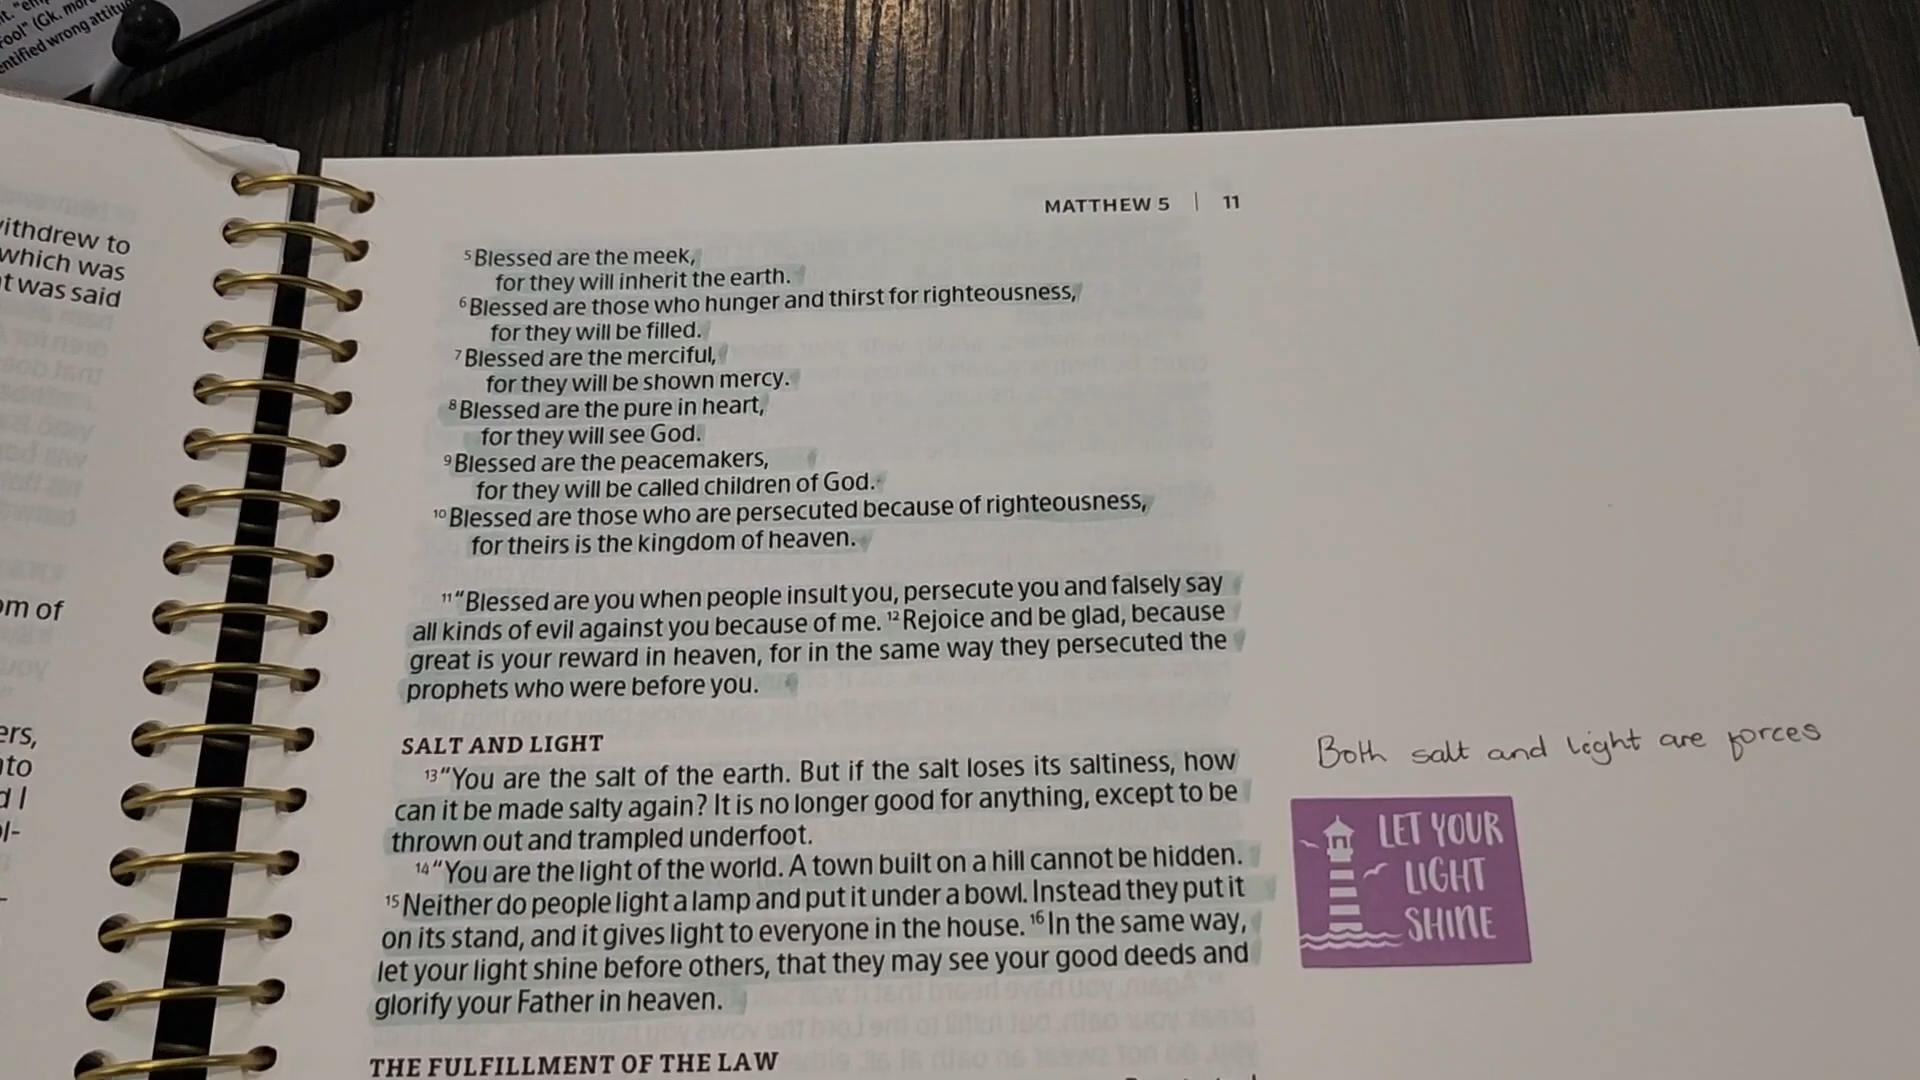 "Fool" (Gk.
wrong attitu
withdrew to
which was
t was said
om of
ers,
MATTHEW 5 | 11
5 Blessed are the meek,
for they will inherit the earth.
6 Blessed are those who hunger and thirst for righteousness,
for they will be filled.
7 Blessed are the merciful,
for they will be shown mercy.
8 Blessed are the pure in heart,
for they will see God.
9 Blessed are the peacemakers,
for they will be called children of God.
10 Blessed are those who are persecuted because of righteousness,
for theirs is the kingdom of heaven.
11 “Blessed are you when people insult you, persecute you and falsely say
all kinds of evil against you because of me. 12 Rejoice and be glad, because
great is your reward in heaven, for in the same way they persecuted the
prophets who were before you.
SALT AND LIGHT
13 “You are the salt of the earth. But if the salt loses its saltiness, how
can it be made salty again? It is no longer good for anything, except to be
thrown out and trampled underfoot.
14 “You are the light of the world. A town built on a hill cannot be hidden.
15 Neither do people light a lamp and put it under a bowl. Instead they put it
on its stand, and it gives light to everyone in the house. 16 In the same way,
let your light shine before others, that they may see your good deeds and
glorify your Father in heaven.
THE FULFILLMENT OF THE LAW
Both salt and light are forces
LET YOUR
LIGHT
SHINE